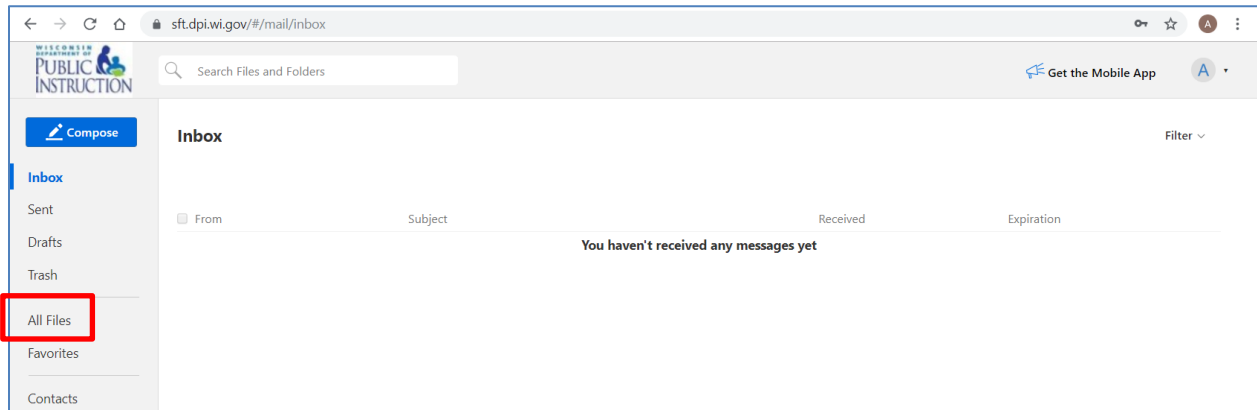 sft.dpi.wi.gov/#/mail/inbox
A
WISCONSIN
DEPARTMENT OF
PUBLIC
INSTRUCTION
Search Files and Folders
Get the Mobile App
A
Compose
Inbox
Filter
Inbox
Sent
From Subject Received Expiration
Drafts
You haven't received any messages yet
Trash
All Files
Favorites
Contacts